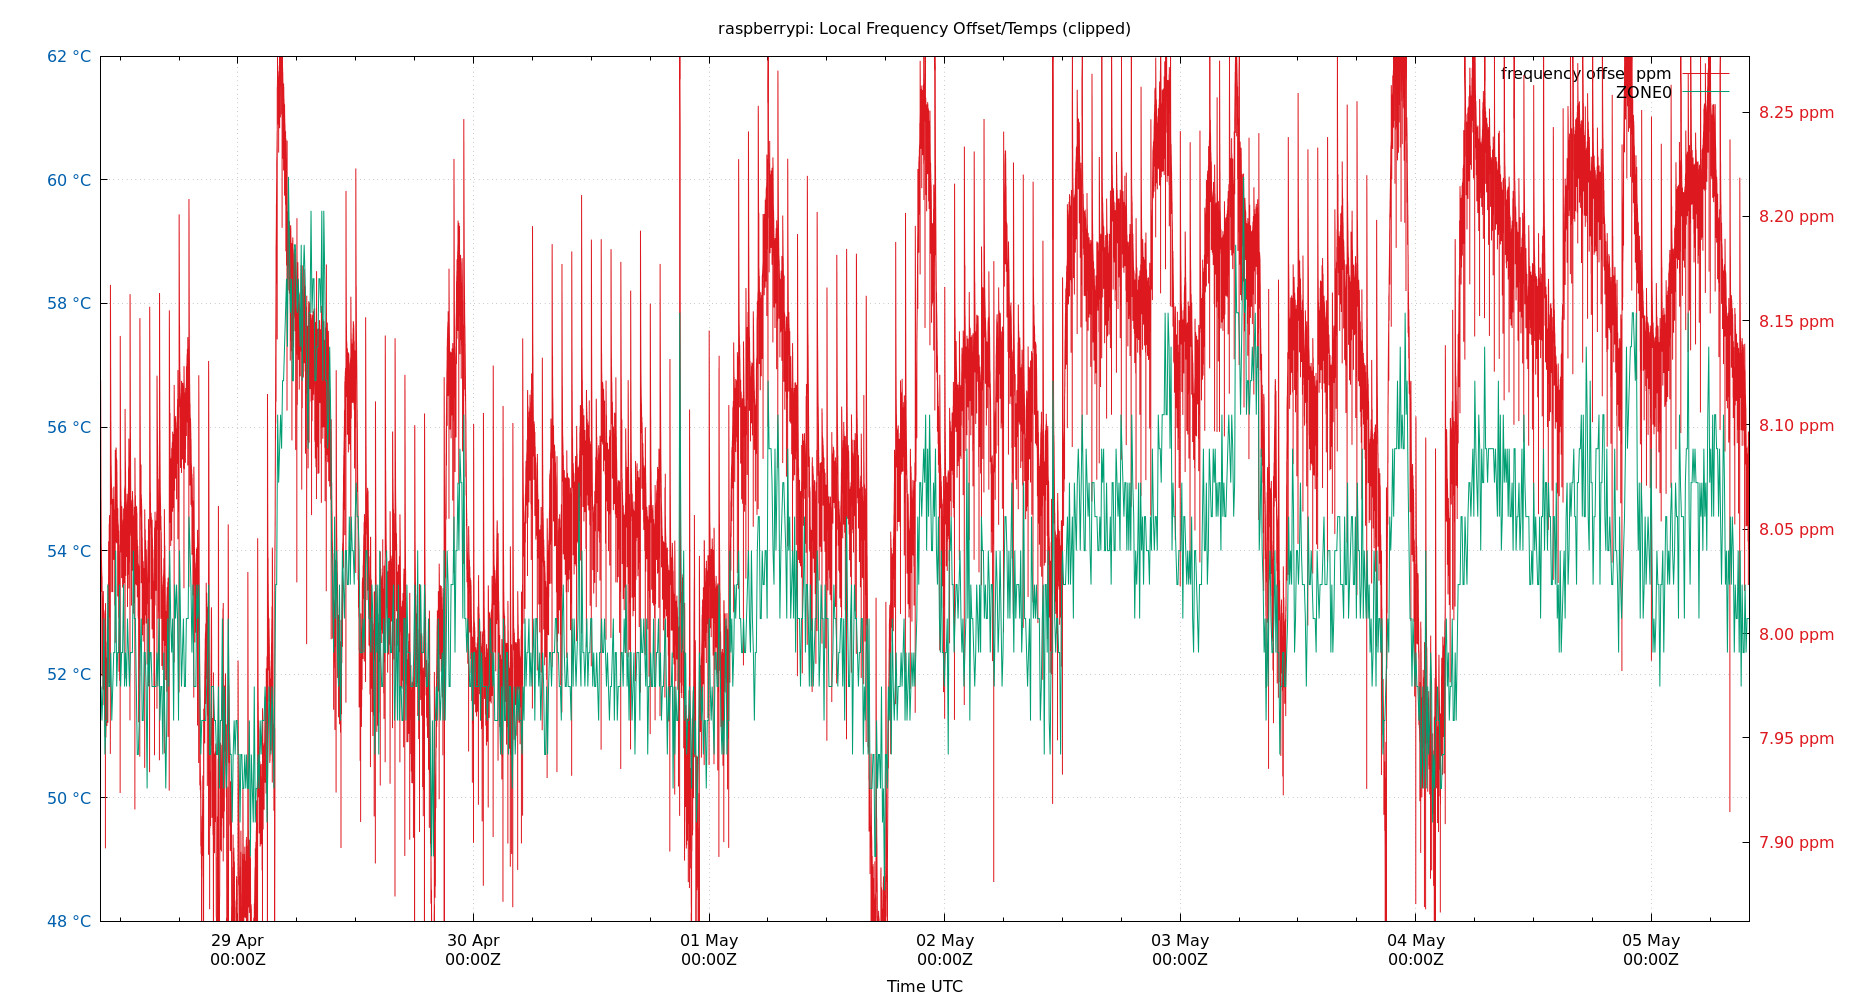 raspberrypi: Local Frequency Offset/Temps (clipped)
62 °C
60 °C
58 °C
56 °C
54 °C
52 °C
50 °C
48 °C
frequency offset ppm
ZONE0
8.25 ppm
8.20 ppm
8.15 ppm
8.10 ppm
8.05 ppm
8.00 ppm
7.95 ppm
7.90 ppm
29 Apr
00:00Z
30 Apr
00:00Z
01 May
00:00Z
02 May
00:00Z
03 May
00:00Z
04 May
00:00Z
05 May
00:00Z
Time UTC